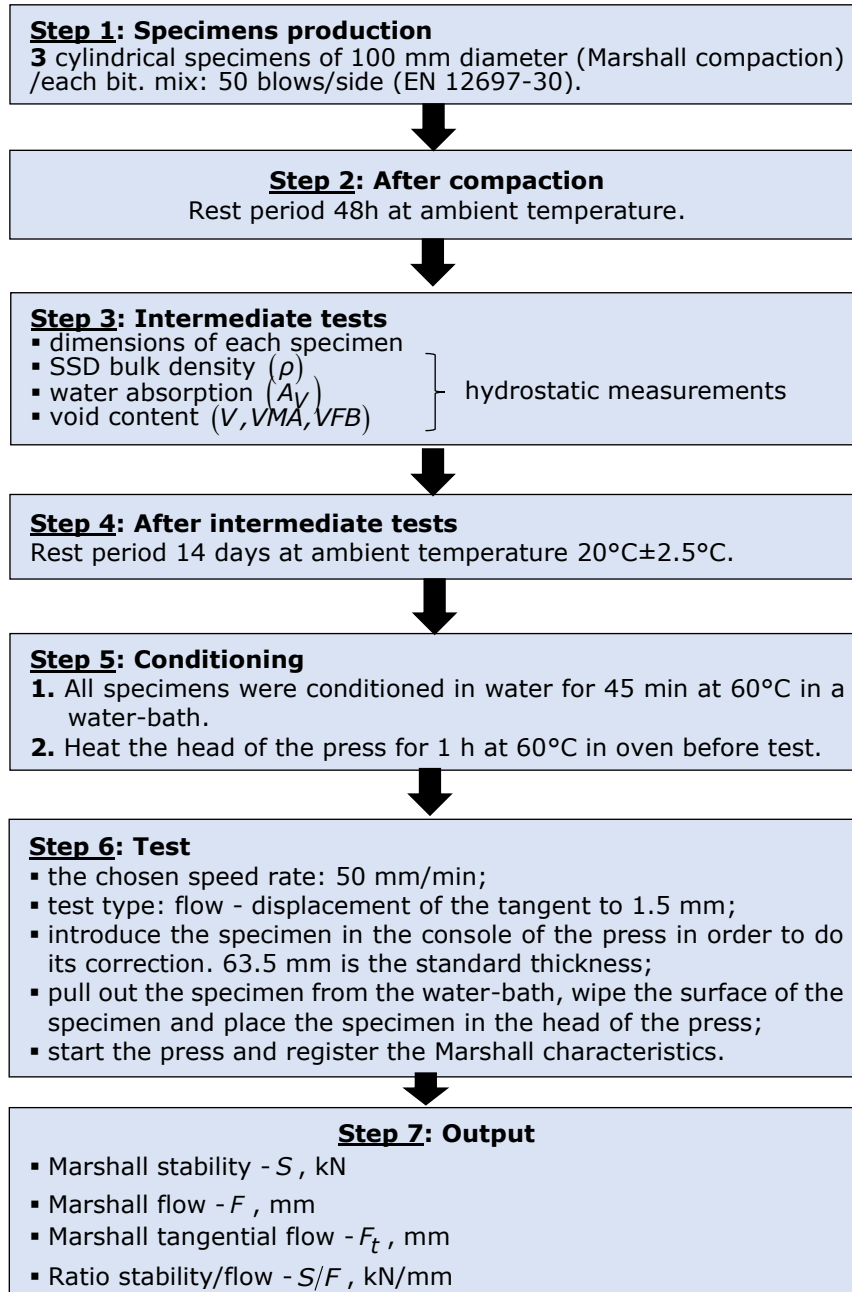 Step 1: Specimens production
3 cylindrical specimens of 100 mm diameter (Marshall compaction)
/each bit. mix: 50 blows/side (EN 12697-30).
Step 2: After compaction
Rest period 48h at ambient temperature.
Step 3: Intermediate tests
▪ dimensions of each specimen
▪ SSD bulk density (ρ)
▪ water absorption (A_V)
▪ void content (V,VMA,VFB)
hydrostatic measurements
Step 4: After intermediate tests
Rest period 14 days at ambient temperature 20°C±2.5°C.
Step 5: Conditioning
1. All specimens were conditioned in water for 45 min at 60°C in a
water-bath.
2. Heat the head of the press for 1 h at 60°C in oven before test.
Step 6: Test
▪ the chosen speed rate: 50 mm/min;
▪ test type: flow - displacement of the tangent to 1.5 mm;
▪ introduce the specimen in the console of the press in order to do
its correction. 63.5 mm is the standard thickness;
▪ pull out the specimen from the water-bath, wipe the surface of the
specimen and place the specimen in the head of the press;
▪ start the press and register the Marshall characteristics.
Step 7: Output
▪ Marshall stability - S , kN
▪ Marshall flow - F , mm
▪ Marshall tangential flow - F_t , mm
▪ Ratio stability/flow - S/F , kN/mm